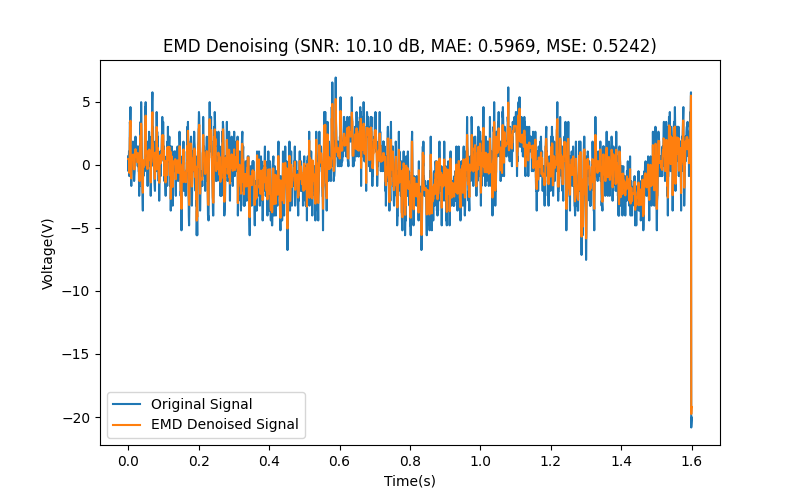 EMD Denoising (SNR: 10.10 dB, MAE: 0.5969, MSE: 0.5242)
5
0
−5
−10
−15
−20
Voltage(V)
Original Signal
EMD Denoised Signal
0.0 0.2 0.4 0.6 0.8 1.0 1.2 1.4 1.6
Time(s)